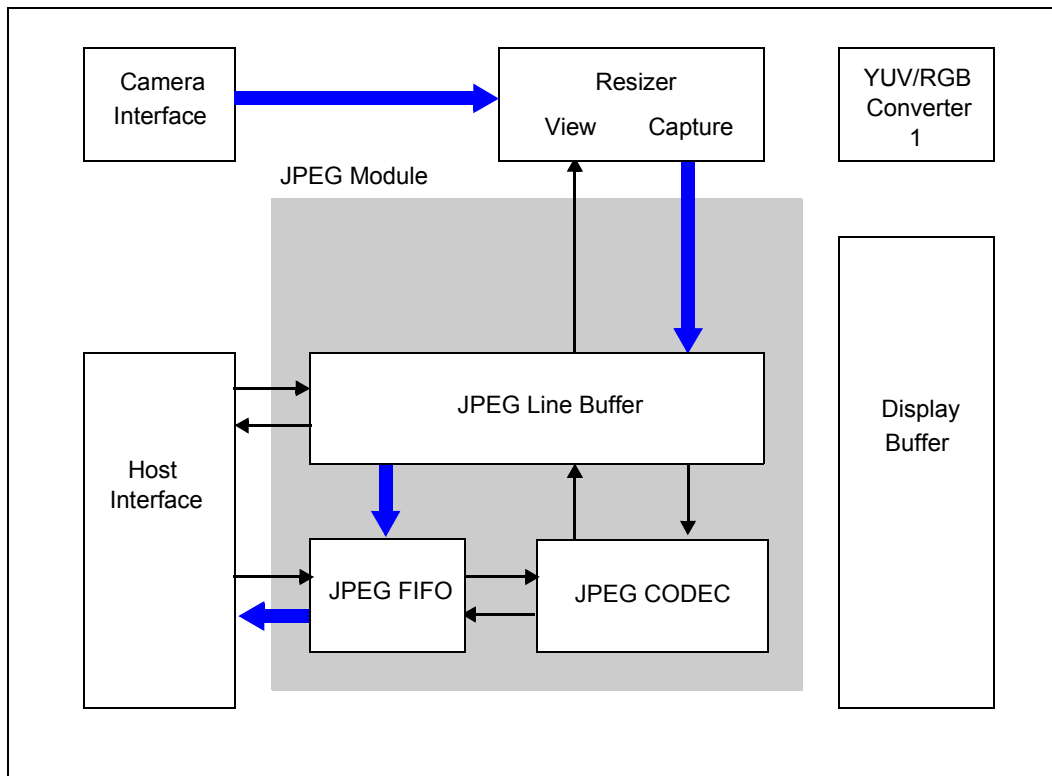 Camera
Interface
Resizer
View Capture
YUV/RGB
Converter
1
JPEG Module
JPEG Line Buffer
Host
Interface
Display
Buffer
JPEG FIFO
JPEG CODEC